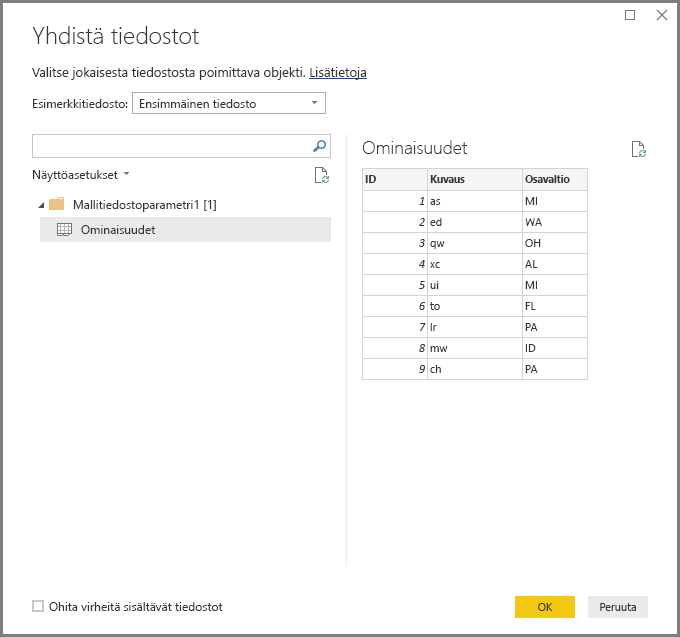 Yhdistä tiedostot
Valitse jokaisesta tiedostosta poimittava objekti. Lisätietoja
Esimerkkitiedosto: Ensimmäinen tiedosto
Näyttöasetukset
Mallitiedostoparametri1 [1]
Ominaisuudet
Ominaisuudet
ID Kuvaus Osavaltio
1 as MI
2 ed WA
3 qw OH
4 xc AL
5 ui MI
6 to FL
7 lr PA
8 mw ID
9 ch PA
Ohita virheitä sisältävät tiedostot
OK Peruuta